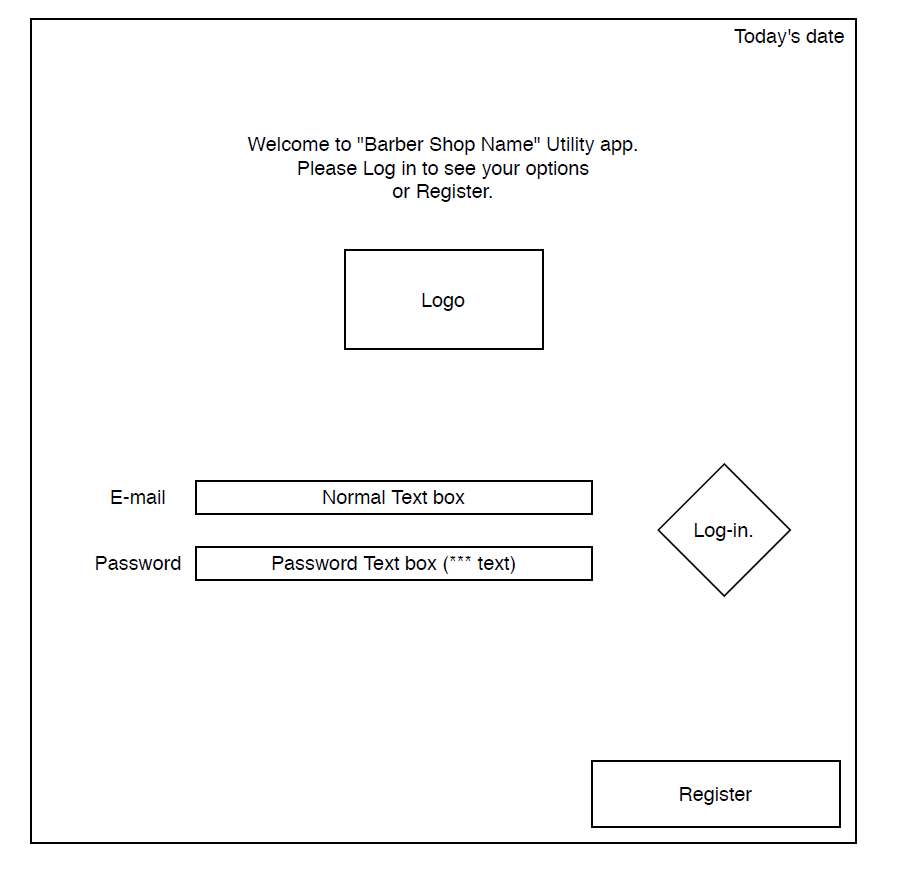 Today's date
Welcome to "Barber Shop Name" Utility app.
Please Log in to see your options
or Register.
Logo
E-mail
Normal Text box
Log-in.
Password
Password Text box (*** text)
Register